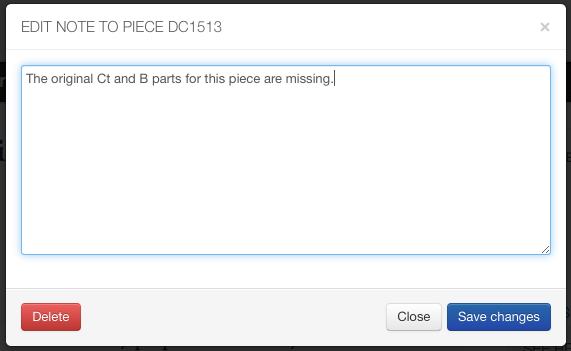 EDIT NOTE TO PIECE DC1513 ×
The original Ct and B parts for this piece are missing.
Delete Close Save changes